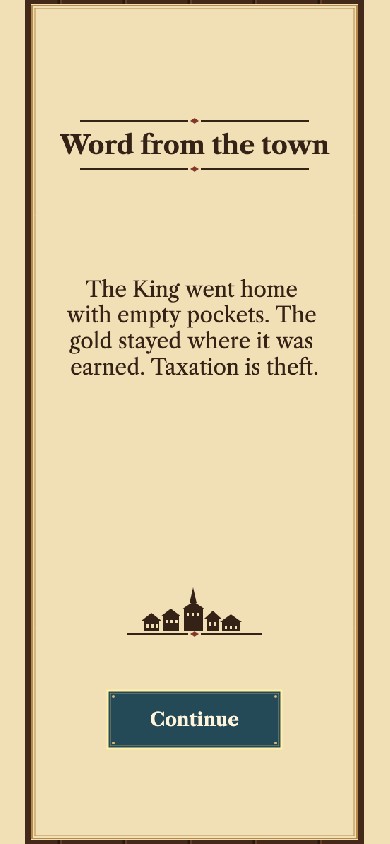 Word from the town
The King went home
with empty pockets. The
gold stayed where it was
earned. Taxation is theft.
Continue